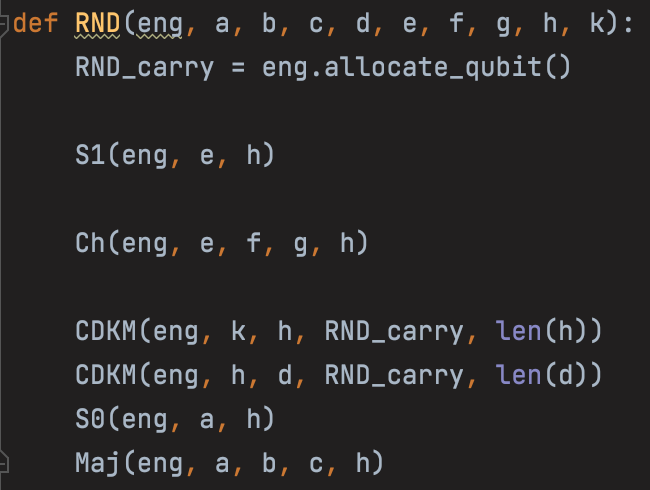 def RND(eng, a, b, c, d, e, f, g, h, k):
RND_carry = eng.allocate_qubit()
S1(eng, e, h)
Ch(eng, e, f, g, h)
CDKM(eng, k, h, RND_carry, len(h))
CDKM(eng, h, d, RND_carry, len(d))
S0(eng, a, h)
Maj(eng, a, b, c, h)